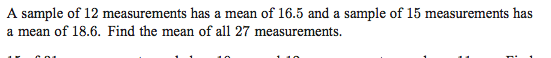 A sample of 12 measurements has a mean of 16.5 and a sample of 15 measurements has
a mean of 18.6. Find the mean of all 27 measurements.